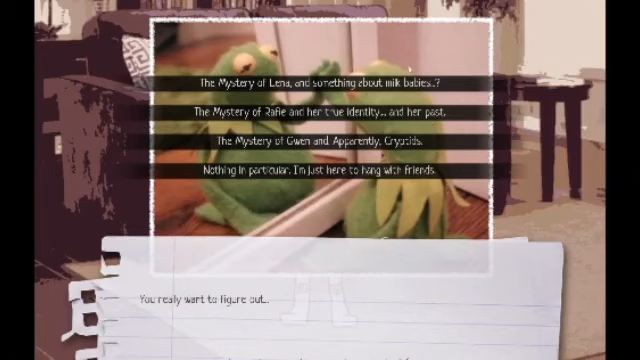 The Mystery of Lena, and something about milk babies..?
The Mystery of Rafie and her true identity... and her past.
The Mystery of Gwen and, Apparently, Cryptids.
Nothing in particular, I'm just here to hang with friends.
You really want to figure out...